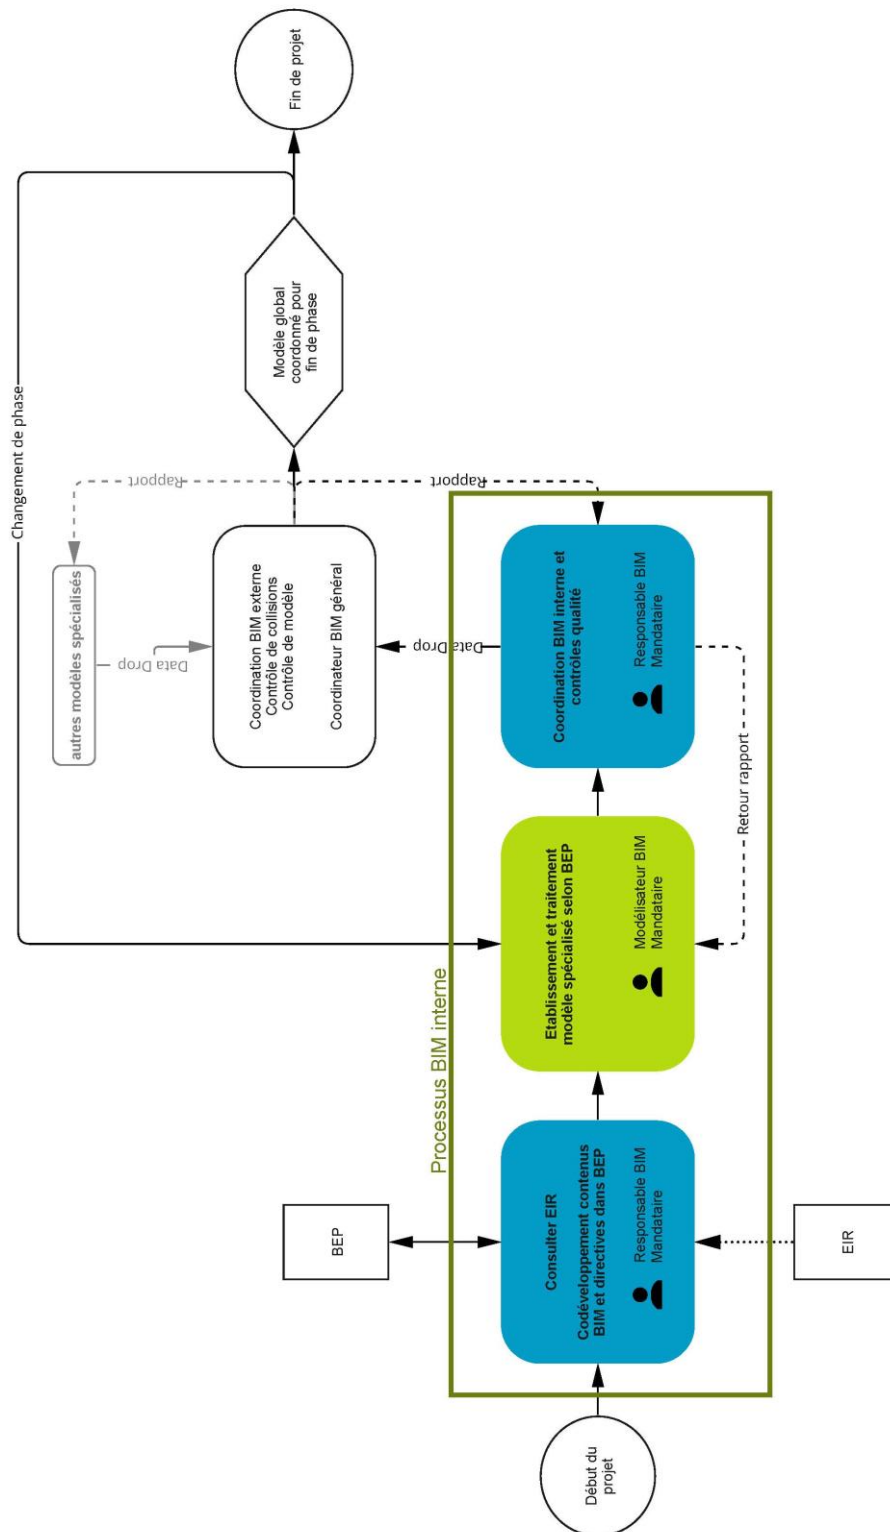 Début du
projet
BEP
EIR
Processus BIM interne
Consulter EIR
Codéveloppement contenus
BIM et directives dans BEP
Responsable BIM
Mandataire
Etablissement et traitement
modèle spécialisé selon BEP
Modélisateur BIM
Mandataire
Coordination BIM interne et
contrôles qualité
Responsable BIM
Mandataire
Retour rapport
Data Drop
Rapport
Coordination BIM externe
Contrôle de collisions
Contrôle de modèle
Coordinateur BIM général
autres modèles spécialisés
Data Drop
Rapport
Changement de phase
Modèle global
coordonné pour
fin de phase
Fin de projet